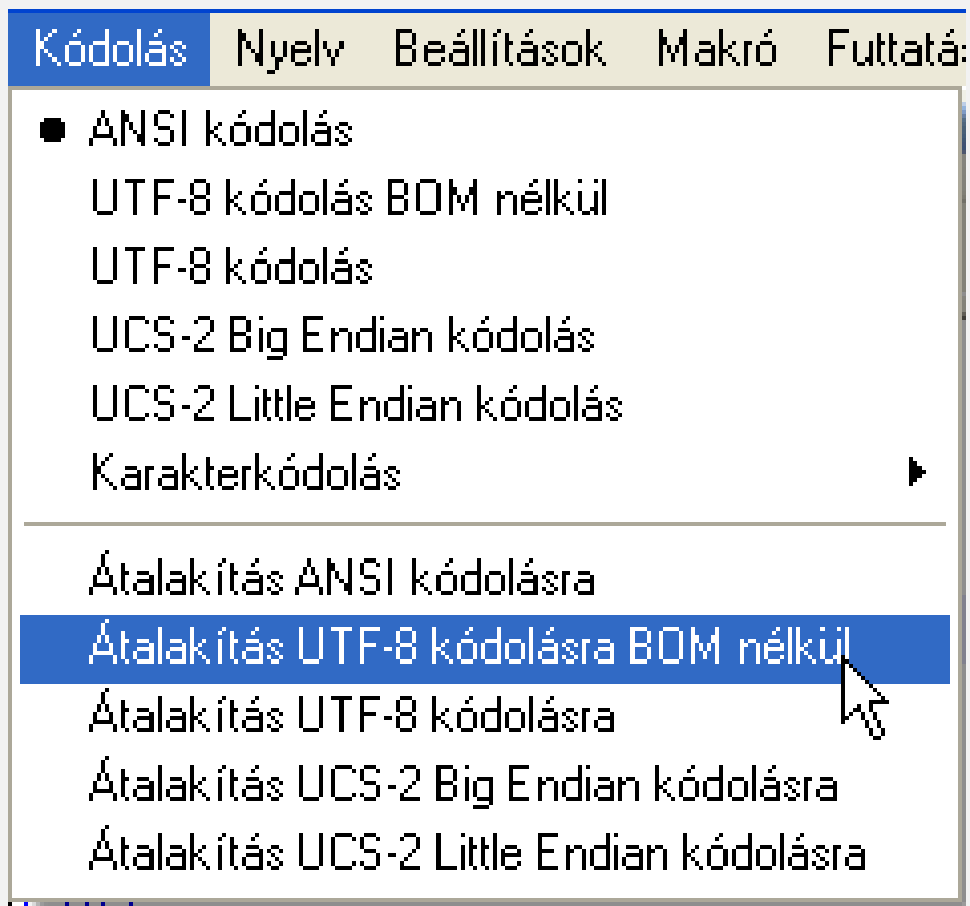 Kódolás Nyelv Beállítások Makró Futtatás
ANSI kódolás
UTF-8 kódolás BOM nélkül
UTF-8 kódolás
UCS-2 Big Endian kódolás
UCS-2 Little Endian kódolás
Karakterkódolás
Átalakítás ANSI kódolásra
Átalakítás UTF-8 kódolásra BOM nélkül
Átalakítás UTF-8 kódolásra
Átalakítás UCS-2 Big Endian kódolásra
Átalakítás UCS-2 Little Endian kódolásra